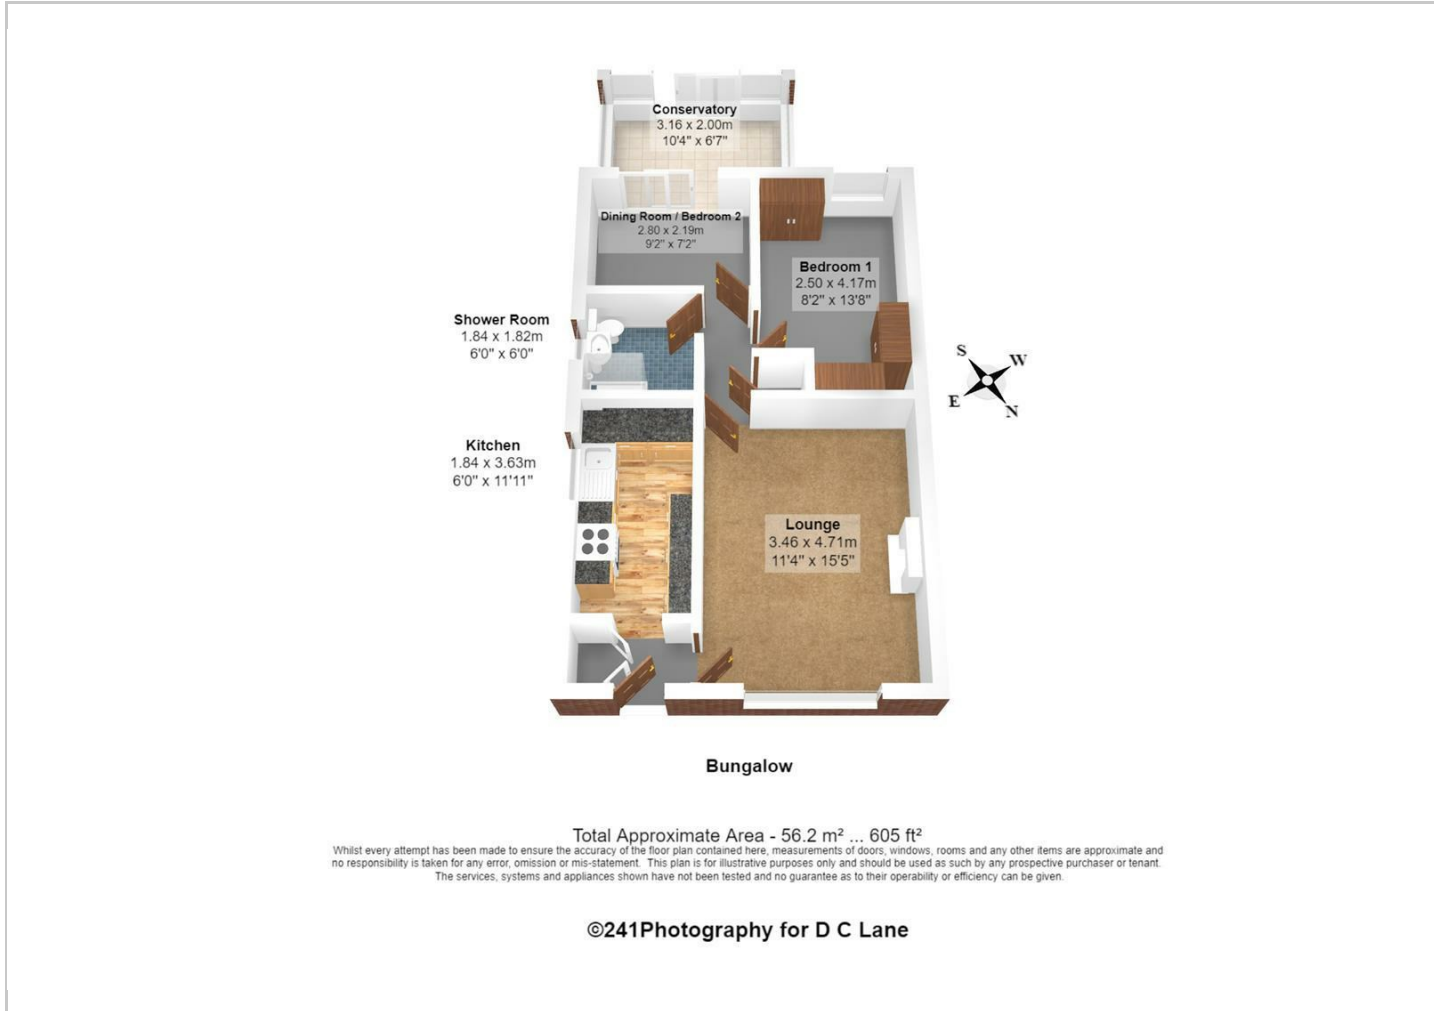 Conservatory
3.16 x 2.00m
10'4" x 6'7"
Dining Room / Bedroom 2
2.80 x 2.19m
9'2" x 7'2"
Bedroom 1
2.50 x 4.17m
8'2" x 13'8"
Shower Room
1.84 x 1.82m
6'0" x 6'0"
S
W
E
N
Kitchen
1.84 x 3.63m
6'0" x 11'11"
Lounge
3.46 x 4.71m
11'4" x 15'5"
Bungalow
Total Approximate Area - 56.2 m² ... 605 ft²
Whilst every attempt has been made to ensure the accuracy of the floor plan contained here, measurements of doors, windows, rooms and any other items are approximate and
no responsibility is taken for any error, omission or mis-statement. This plan is for illustrative purposes only and should be used as such by any prospective purchaser or tenant.
The services, systems and appliances shown have not been tested and no guarantee as to their operability or efficiency can be given.
©241Photography for D C Lane